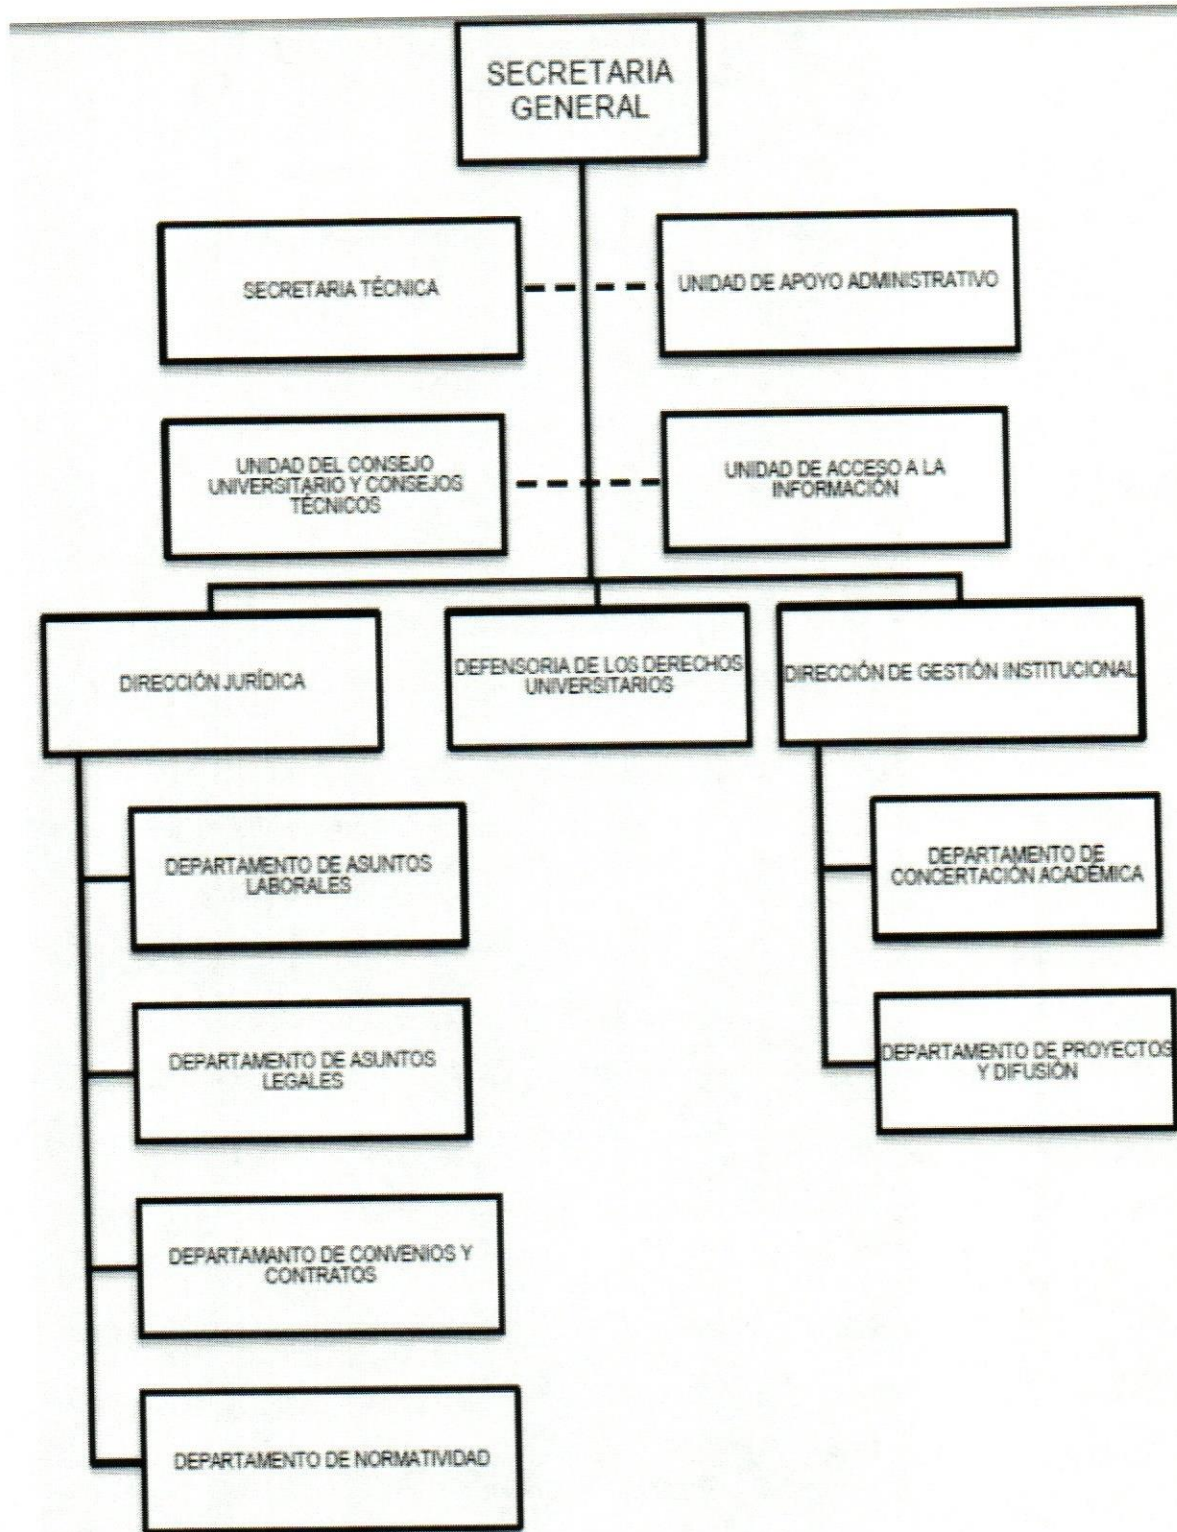 SECRETARIA
GENERAL
SECRETARIA TÉCNICA
UNIDAD DE APOYO ADMINISTRATIVO
UNIDAD DEL CONSEJO
UNIVERSITARIO Y CONSEJOS
TÉCNICOS
UNIDAD DE ACCESO A LA
INFORMACIÓN
DIRECCIÓN JURÍDICA
DEFENSORIA DE LOS DERECHOS
UNIVERSITARIOS
DIRECCIÓN DE GESTIÓN INSTITUCIONAL
DEPARTAMENTO DE ASUNTOS
LABORALES
DEPARTAMENTO DE ASUNTOS
LEGALES
DEPARTAMANTO DE CONVENIOS Y
CONTRATOS
DEPARTAMENTO DE NORMATIVIDAD
DEPARTAMENTO DE
CONCERTACIÓN ACADÉMICA
DEPARTAMENTO DE PROYECTOS
Y DIFUSIÓN